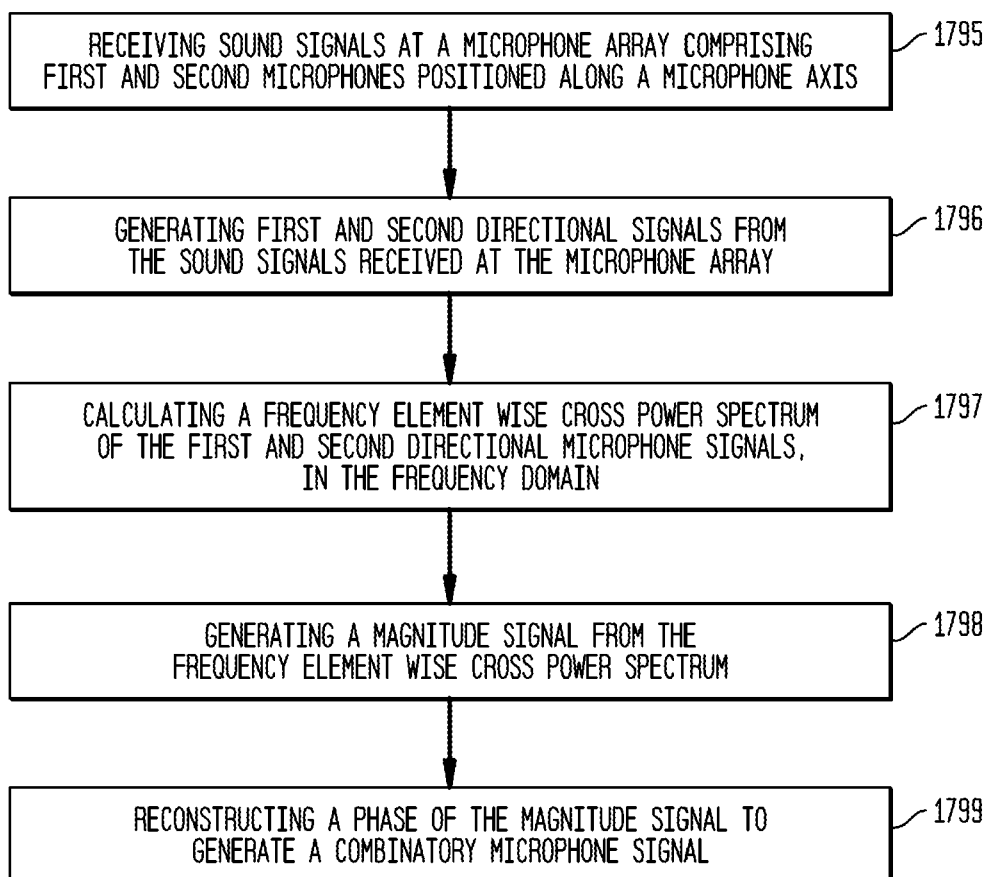 RECEIVING SOUND SIGNALS AT A MICROPHONE ARRAY COMPRISING
FIRST AND SECOND MICROPHONES POSITIONED ALONG A MICROPHONE AXIS
1795
GENERATING FIRST AND SECOND DIRECTIONAL SIGNALS FROM
THE SOUND SIGNALS RECEIVED AT THE MICROPHONE ARRAY
1796
CALCULATING A FREQUENCY ELEMENT WISE CROSS POWER SPECTRUM
OF THE FIRST AND SECOND DIRECTIONAL MICROPHONE SIGNALS,
IN THE FREQUENCY DOMAIN
1797
GENERATING A MAGNITUDE SIGNAL FROM THE
FREQUENCY ELEMENT WISE CROSS POWER SPECTRUM
1798
RECONSTRUCTING A PHASE OF THE MAGNITUDE SIGNAL TO
GENERATE A COMBINATORY MICROPHONE SIGNAL
1799